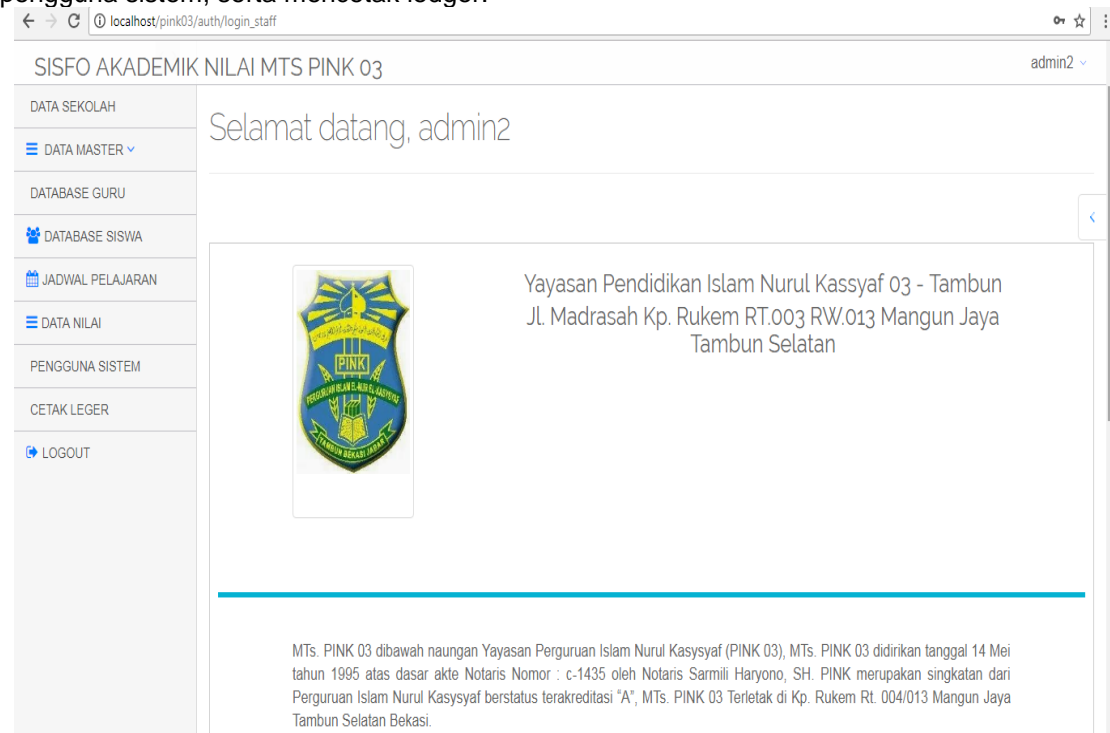 pengguna sistem, serta mencetak ledger.
localhost/pink03/auth/login_staff
SISFO AKADEMIK NILAI MTS PINK 03
admin2
DATA SEKOLAH
DATA MASTER
DATABASE GURU
DATABASE SISWA
JADWAL PELAJARAN
DATA NILAI
PENGGUNA SISTEM
CETAK LEGER
LOGOUT
Selamat datang, admin2
PINK
TAMBUN BEKASI JABAR
Yayasan Pendidikan Islam Nurul Kassyaf 03 - Tambun
Jl. Madrasah Kp. Rukem RT.003 RW.013 Mangun Jaya
Tambun Selatan
MTs. PINK 03 dibawah naungan Yayasan Perguruan Islam Nurul Kasysyaf (PINK 03), MTs. PINK 03 didirikan tanggal 14 Mei
tahun 1995 atas dasar akte Notaris Nomor : c-1435 oleh Notaris Sarmili Haryono, SH. PINK merupakan singkatan dari
Perguruan Islam Nurul Kasysyaf berstatus terakreditasi “A”, MTs. PINK 03 Terletak di Kp. Rukem Rt. 004/013 Mangun Jaya
Tambun Selatan Bekasi.